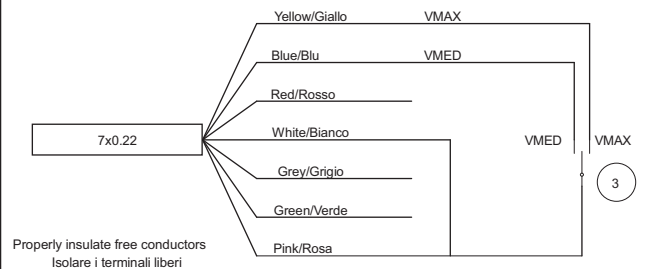 Yellow/Giallo VMAX
Blue/Blu VMED
Red/Rosso
White/Bianco
7x0.22
VMED VMAX
Grey/Grigio
3
Green/Verde
Pink/Rosa
Properly insulate free conductors
Isolare i terminali liberi